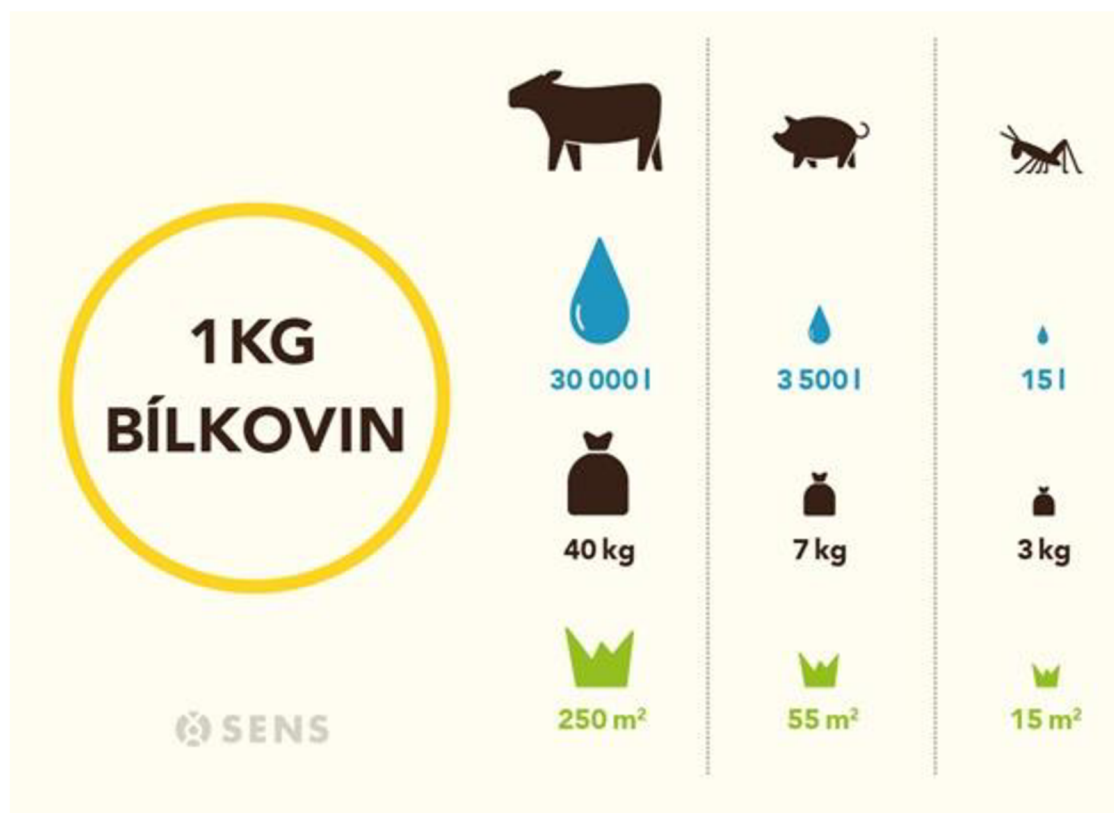 1 KG
BÍLKOVIN
30 000 l
3 500 l
15 l
40 kg
7 kg
3 kg
250 m²
55 m²
15 m²
SENS